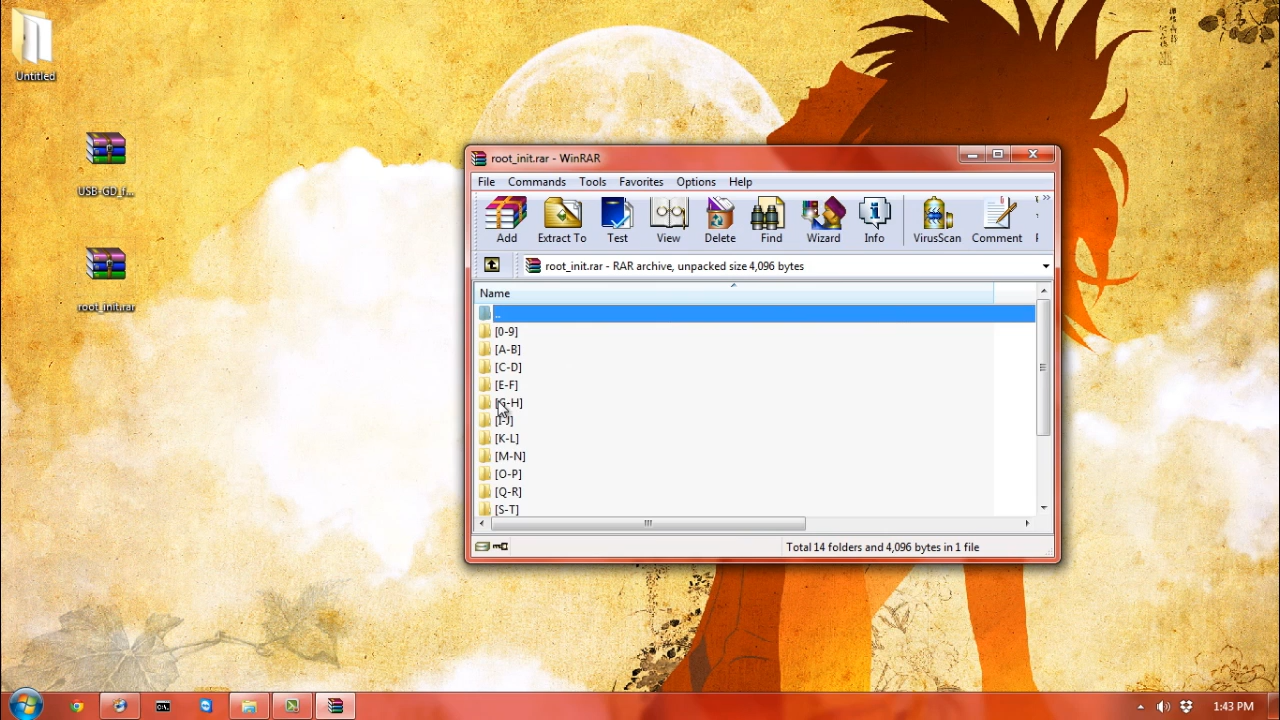 Untitled
USB-GD_f...
root_init.rar
root_init.rar - WinRAR
File Commands Tools Favorites Options Help
Add Extract To Test View Delete Find Wizard Info VirusScan Comment
root_init.rar - RAR archive, unpacked size 4,096 bytes
Name
..
[0-9]
[A-B]
[C-D]
[E-F]
[G-H]
[I-J]
[K-L]
[M-N]
[O-P]
[Q-R]
[S-T]
Total 14 folders and 4,096 bytes in 1 file
1:43 PM